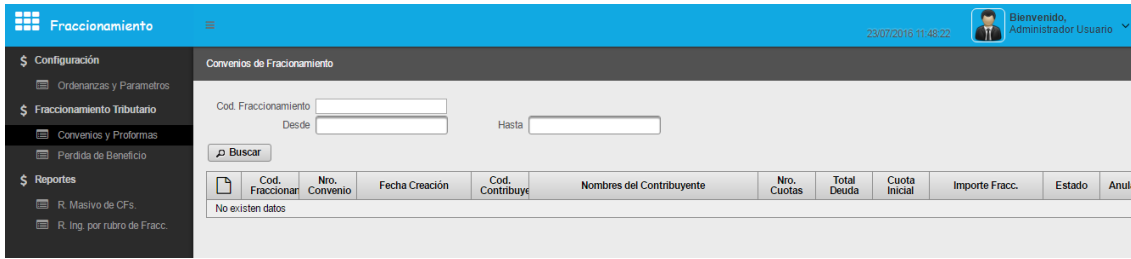 Fraccionamiento
Bienvenido,
Administrador Usuario
23/07/2016 11:48:22
$ Configuración
Ordenanzas y Parametros
$ Fraccionamiento Tributario
Convenios y Proformas
Perdida de Beneficio
$ Reportes
R. Masivo de CFs.
R. Ing. por rubro de Fracc.
Convenios de Fracionamiento
Cod. Fraccionamiento
Desde Hasta
Buscar
Cod. Fraccionan Nro. Convenio Fecha Creación Cod. Contribuye Nombres del Contribuyente Nro. Cuotas Total Deuda Cuota Inicial Importe Fracc. Estado Anula
No existen datos